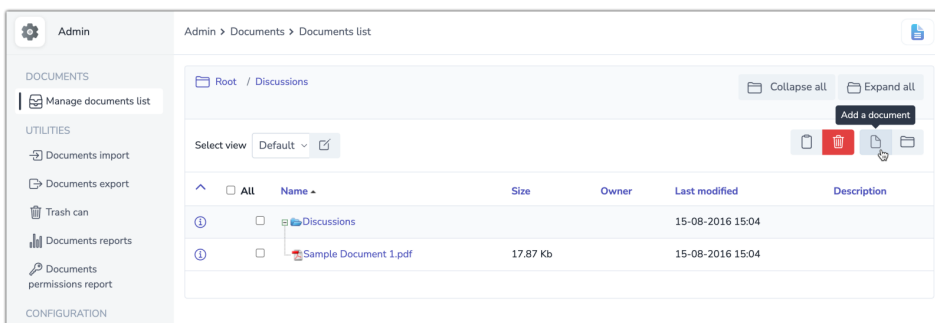 Admin
Admin > Documents > Documents list
DOCUMENTS
Manage documents list
UTILITIES
Documents import
Documents export
Trash can
Documents reports
Documents
permissions report
CONFIGURATION
Root / Discussions
Collapse all
Expand all
Add a document
Select view Default
All Name Size Owner Last modified Description
Discussions 15-08-2016 15:04
Sample Document 1.pdf 17.87 Kb 15-08-2016 15:04